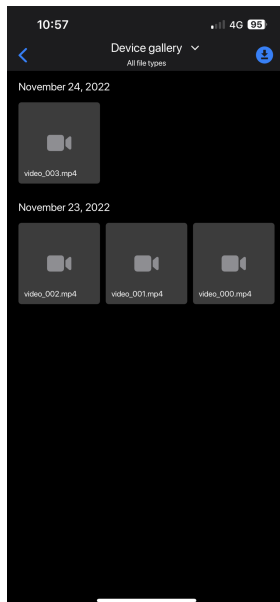 10:57 4G 95
Device gallery
All file types
November 24, 2022
video_003.mp4
November 23, 2022
video_002.mp4 video_001.mp4 video_000.mp4